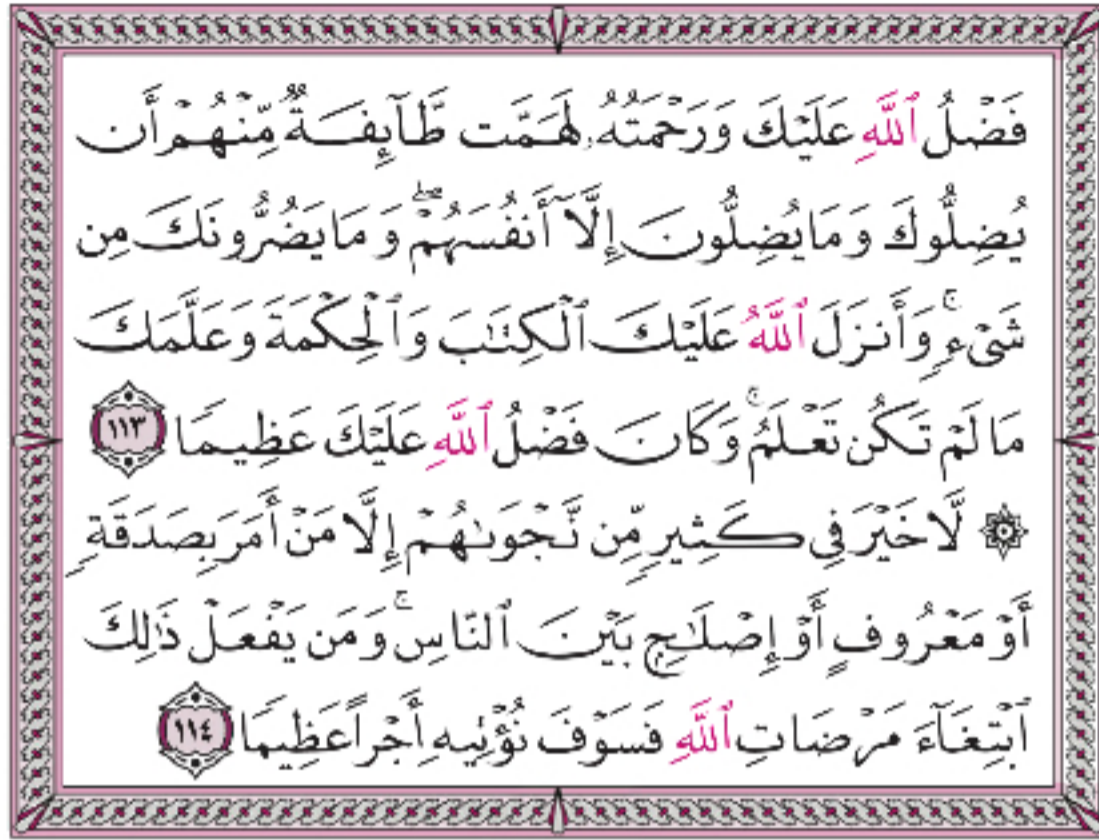 فَضْلُ ٱللَّهِ عَلَيْكَ وَرَحْمَتُهُۥ لَهَمَّت طَّآئِفَةٌ مِّنْهُمْ أَن
يُضِلُّوكَ وَمَا يُضِلُّونَ إِلَّآ أَنفُسَهُمْ ۖ وَمَا يَضُرُّونَكَ مِن
شَىْءٍ ۚ وَأَنزَلَ ٱللَّهُ عَلَيْكَ ٱلْكِتَٰبَ وَٱلْحِكْمَةَ وَعَلَّمَكَ
مَا لَمْ تَكُن تَعْلَمُ ۚ وَكَانَ فَضْلُ ٱللَّهِ عَلَيْكَ عَظِيمًا ١١٣
۞ لَّا خَيْرَ فِى كَثِيرٍ مِّن نَّجْوَىٰهُمْ إِلَّا مَنْ أَمَرَ بِصَدَقَةٍ
أَوْ مَعْرُوفٍ أَوْ إِصْلَٰحٍۭ بَيْنَ ٱلنَّاسِ ۚ وَمَن يَفْعَلْ ذَٰلِكَ
ٱبْتِغَآءَ مَرْضَاتِ ٱللَّهِ فَسَوْفَ نُؤْتِيهِ أَجْرًا عَظِيمًا ١١٤